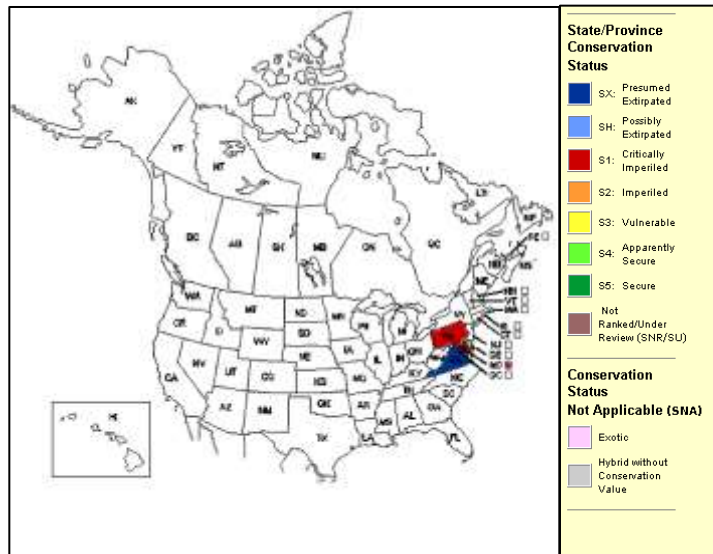 AK
YT
NT
NU
BC
AB
SK
MB
ON
QC
LB
NF
PE
NB
NS
ME
NH
VT
MA
WA
MT
ND
MN
OR
ID
WY
SD
WI
MI
NY
NV
UT
CO
NE
IA
IL
IN
OH
NJ
DE
MD
DC
CA
AZ
NM
KS
MO
KY
NC
OK
AR
TN
SC
TX
LA
MS
AL
GA
FL
HI
State/Province
Conservation
Status
SX: Presumed
Extirpated
SH: Possibly
Extirpated
S1: Critically
Imperiled
S2: Imperiled
S3: Vulnerable
S4: Apparently
Secure
S5: Secure
Not
Ranked/Under
Review (SNR/SU)
Conservation
Status
Not Applicable (SNA)
Exotic
Hybrid without
Conservation
Value